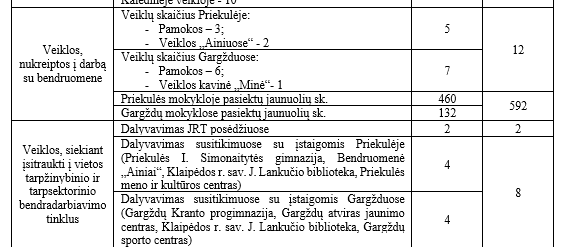 Kalėdinėje veikloje - 10
Veiklos, nukreiptos į darbą su bendruomene
Veiklų skaičius Priekulėje:
- Pamokos – 3;
- Veiklos „Ainiuose" - 2
5
12
Veiklų skaičius Gargžduose:
- Pamokos – 6;
- Veiklos kavinė „Minė"- 1
7
Priekulės mokykloje pasiektų jaunuolių sk.
460
592
Gargždų mokyklose pasiektų jaunuolių sk.
132
Veiklos, siekiant
įsitraukti į vietos
tarpžinybinio ir
tarpsektorinio
bendradarbiavimo
tinklus
Dalyvavimas JRT posėdžiuose
2
2
Dalyvavimas susitikimuose su įstaigomis Priekulėje
(Priekulės I. Simonaitytės gimnazija, Bendruomenė
„Ainiai", Klaipėdos r. sav. J. Lankučio biblioteka, Priekulės
meno ir kultūros centras)
4
8
Dalyvavimas susitikimuose su įstaigomis Gargžduose
(Gargždų Kranto progimnazija, Gargždų atviras jaunimo
centras, Klaipėdos r. sav. J. Lankučio biblioteka, Gargždų
sporto centras)
4